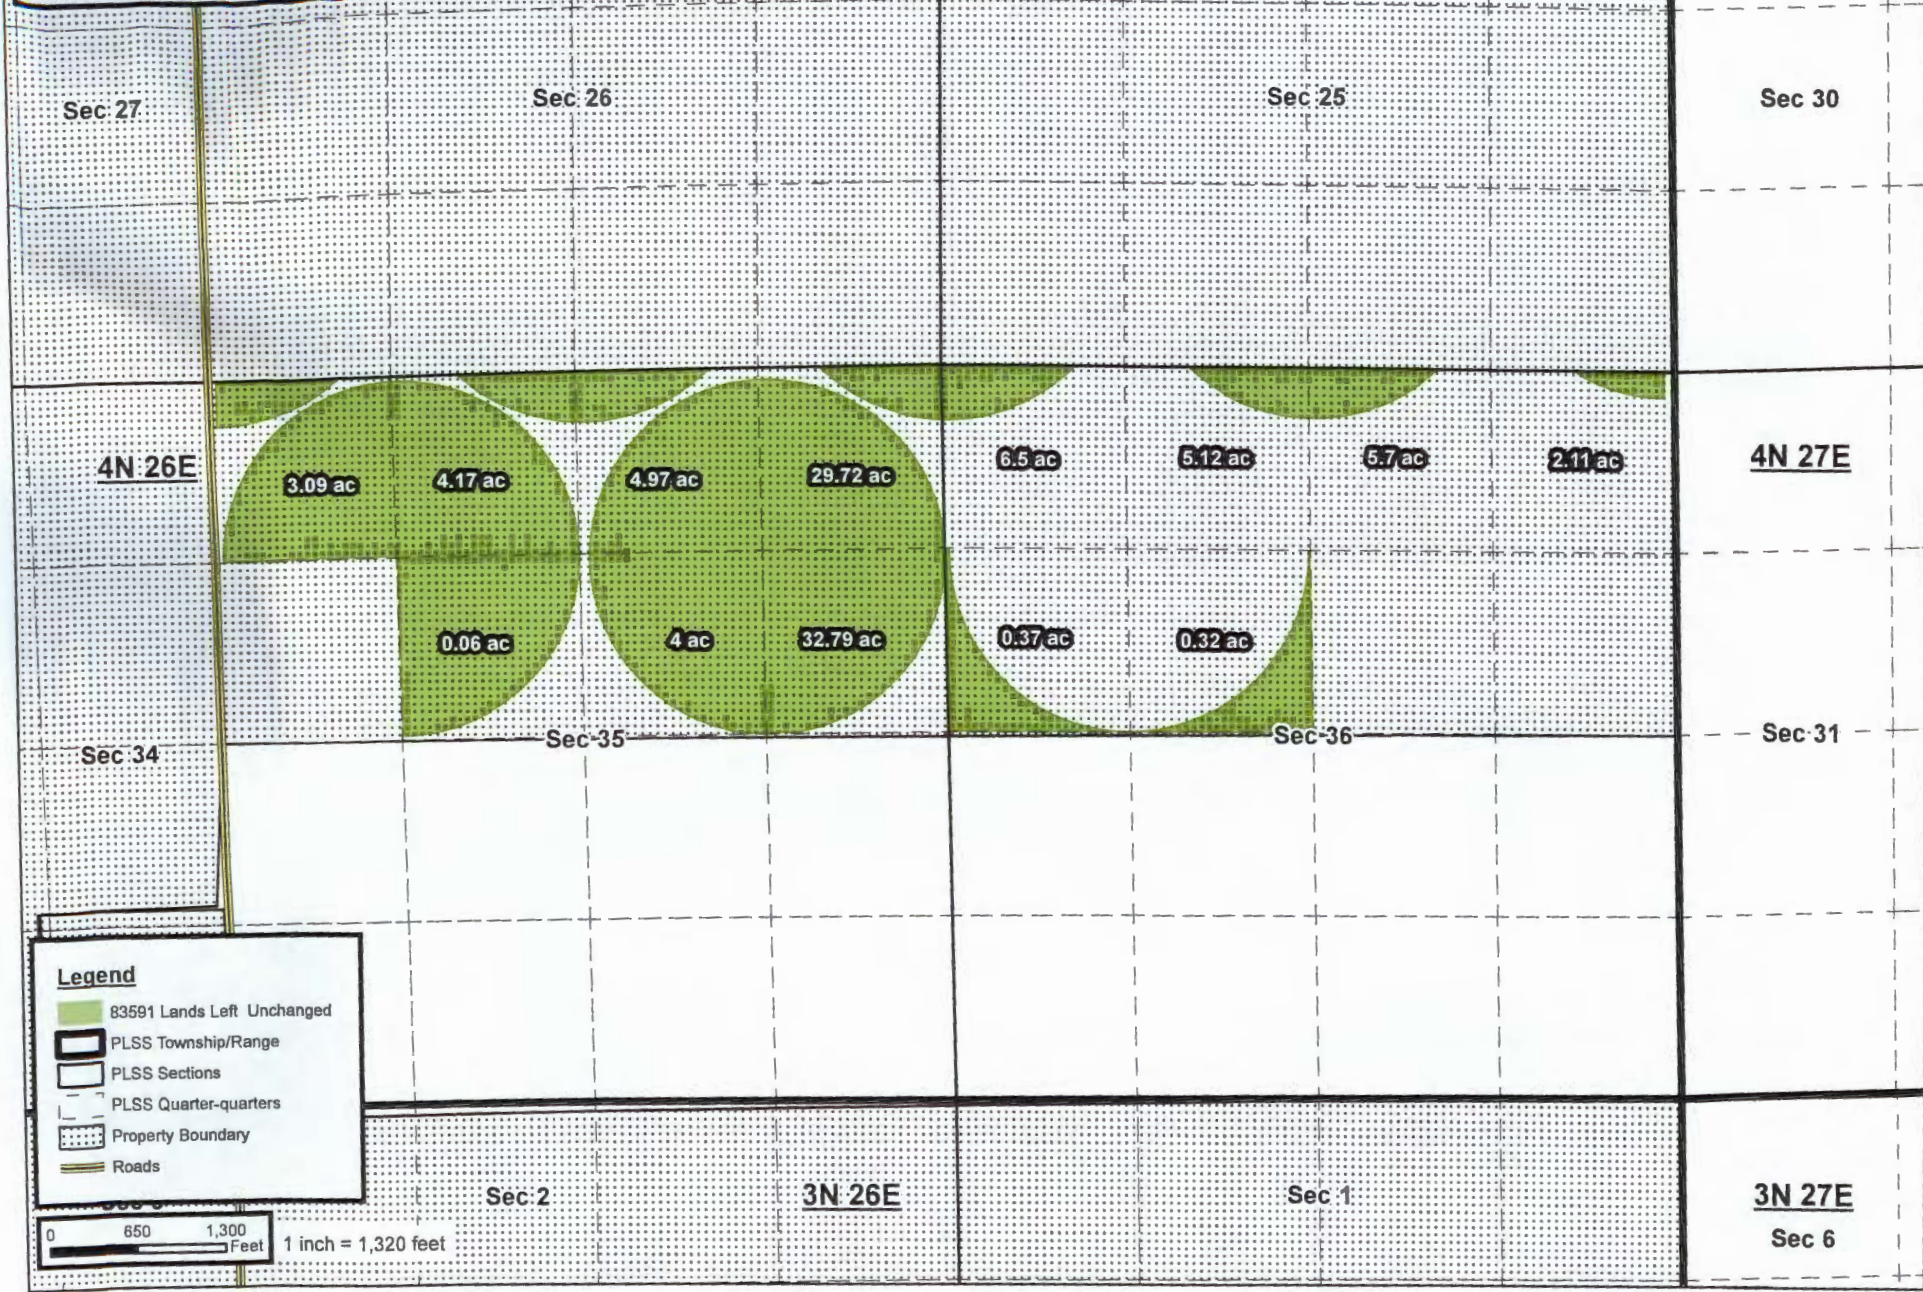 Sec 27
Sec 26
Sec 25
Sec 30
4N 26E
4N 27E
3.09 ac
4.17 ac
4.97 ac
29.72 ac
6.5 ac
5.12 ac
5.7 ac
2.11 ac
0.06 ac
4 ac
32.79 ac
0.37 ac
0.32 ac
Sec 34
Sec 35
Sec 36
Sec 31
Legend
83591 Lands Left Unchanged
PLSS Township/Range
PLSS Sections
PLSS Quarter-quarters
Property Boundary
Roads
Sec 2
3N 26E
Sec 1
3N 27E
Sec 6
0 650 1,300
Feet
1 inch = 1,320 feet